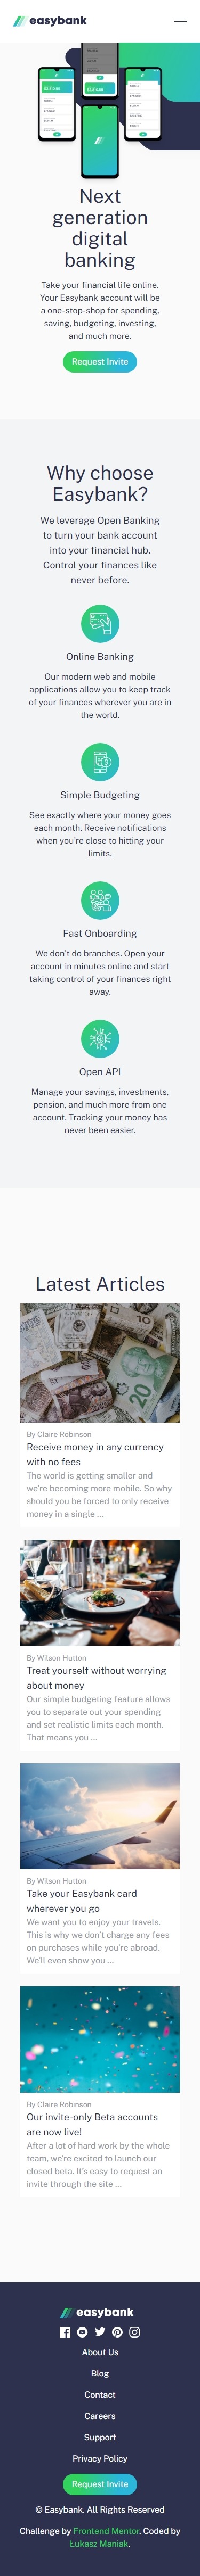 easybank
Next
generation
digital
banking
Take your financial life online.
Your Easybank account will be
a one-stop-shop for spending,
saving, budgeting, investing,
and much more.
Request Invite
Why choose
Easybank?
We leverage Open Banking
to turn your bank account
into your financial hub.
Control your finances like
never before.
Online Banking
Our modern web and mobile
applications allow you to keep track
of your finances wherever you are in
the world.
Simple Budgeting
See exactly where your money goes
each month. Receive notifications
when you're close to hitting your
limits.
Fast Onboarding
We don't do branches. Open your
account in minutes online and start
taking control of your finances right
away.
Open API
Manage your savings, investments,
pension, and much more from one
account. Tracking your money has
never been easier.
Latest Articles
By Claire Robinson
Receive money in any currency
with no fees
The world is getting smaller and
we're becoming more mobile. So why
should you be forced to only receive
money in a single ...
By Wilson Hutton
Treat yourself without worrying
about money
Our simple budgeting feature allows
you to separate out your spending
and set realistic limits each month.
That means you ...
By Wilson Hutton
Take your Easybank card
wherever you go
We want you to enjoy your travels.
This is why we don't charge any fees
on purchases while you're abroad.
We'll even show you ...
By Claire Robinson
Our invite-only Beta accounts
are now live!
After a lot of hard work by the whole
team, we're excited to launch our
closed beta. It's easy to request an
invite through the site ...
easybank
About Us
Blog
Contact
Careers
Support
Privacy Policy
Request Invite
© Easybank. All Rights Reserved
Challenge by Frontend Mentor. Coded by
Łukasz Maniak.